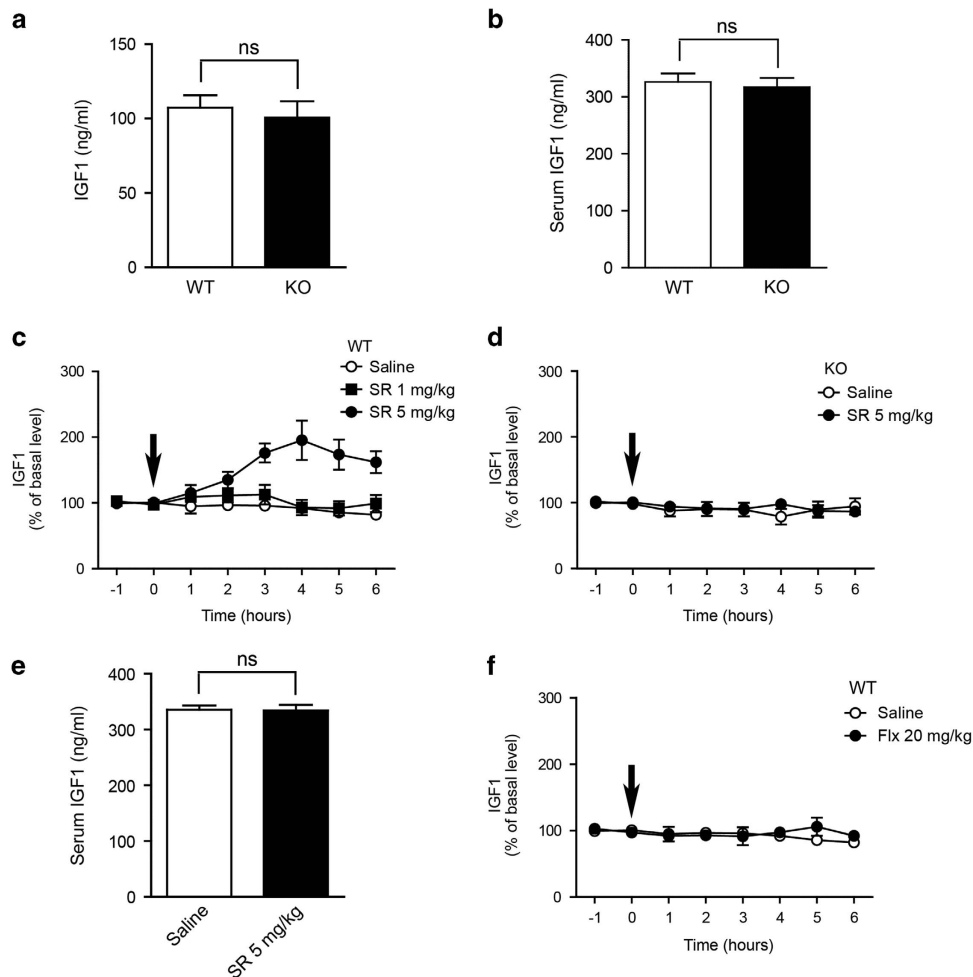 a
ns
150
100
50
0
IGF1 (ng/ml)
WT KO
b
ns
400
300
200
100
0
Serum IGF1 (ng/ml)
WT KO
c
WT
Saline
SR 1 mg/kg
SR 5 mg/kg
300
200
100
0
IGF1
(% of basal level)
-1 0 1 2 3 4 5 6
Time (hours)
d
KO
Saline
SR 5 mg/kg
300
200
100
0
IGF1
(% of basal level)
-1 0 1 2 3 4 5 6
Time (hours)
e
ns
400
300
200
100
0
Serum IGF1 (ng/ml)
Saline SR 5 mg/kg
f
WT
Saline
Flx 20 mg/kg
300
200
100
0
IGF1
(% of basal level)
-1 0 1 2 3 4 5 6
Time (hours)